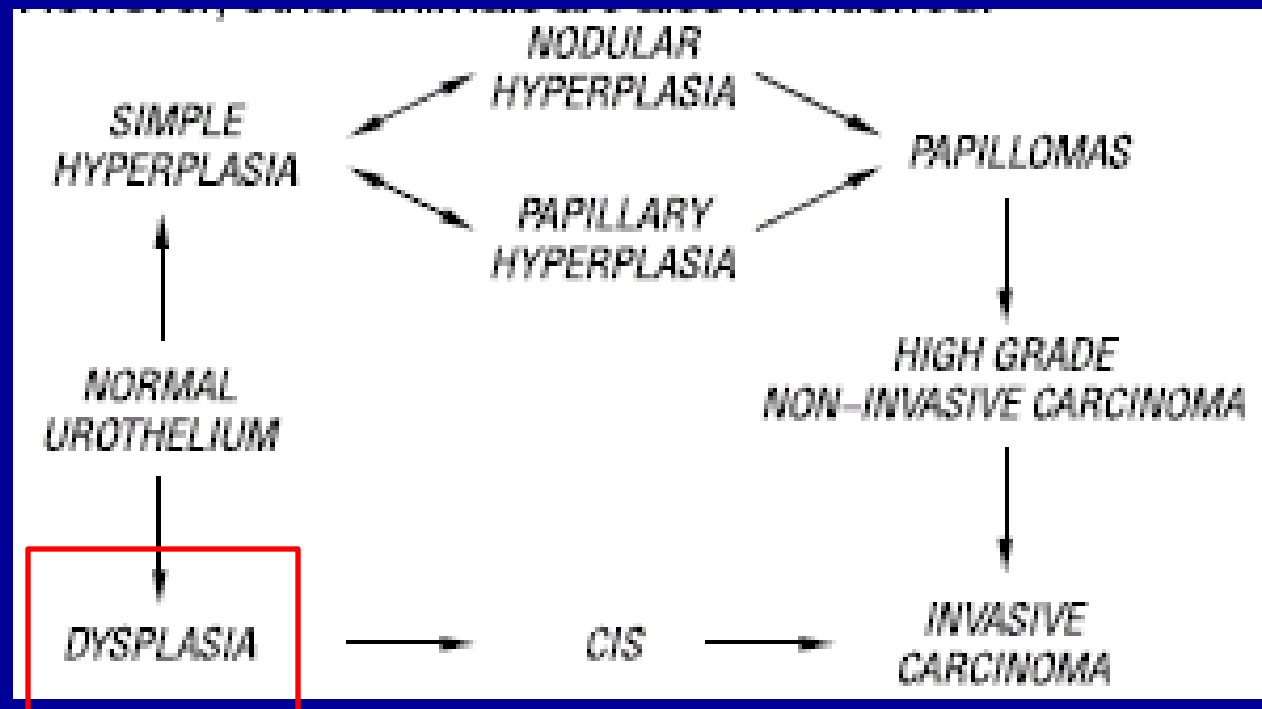 NODULAR
HYPERPLASIA
SIMPLE
HYPERPLASIA
PAPILLOMAS
PAPILLARY
HYPERPLASIA
NORMAL
UROTHELIUM
HIGH GRADE
NON-INVASIVE CARCINOMA
DYSPLASIA
CIS
INVASIVE
CARCINOMA